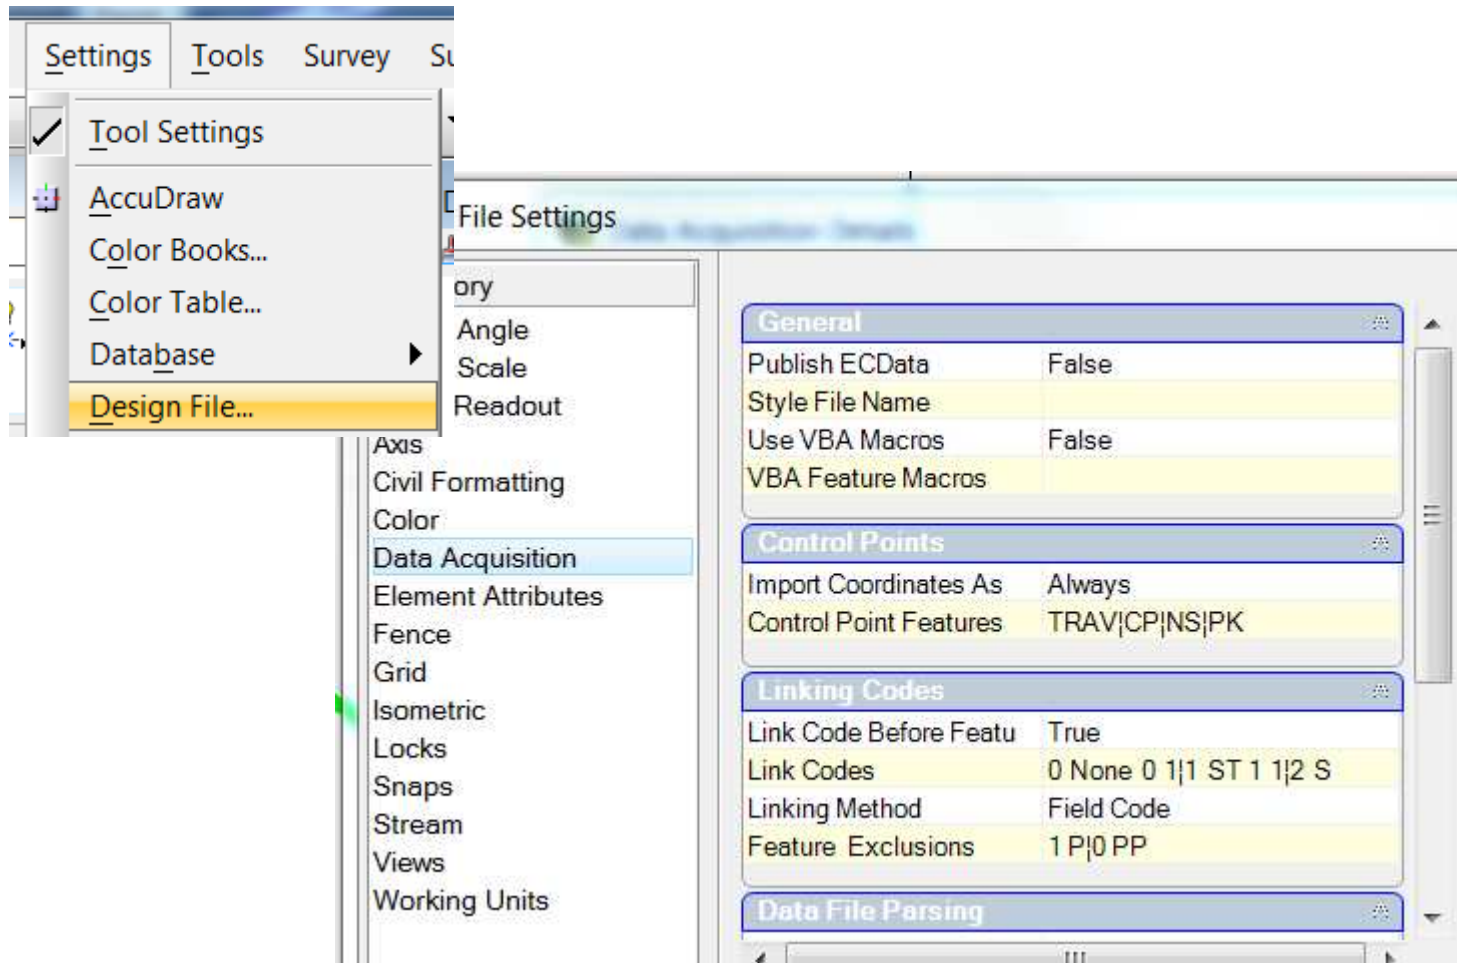 Settings Tools Survey Su
Tool Settings
AccuDraw
Color Books...
Color Table...
Database
Design File...
File Settings
Data Acquisition Details
ory
Angle
Scale
Readout
Axis
Civil Formatting
Color
Data Acquisition
Element Attributes
Fence
Grid
Isometric
Locks
Snaps
Stream
Views
Working Units
General
Publish ECData False
Style File Name
Use VBA Macros False
VBA Feature Macros
Control Points
Import Coordinates As Always
Control Point Features TRAV¦CP¦NS¦PK
Linking Codes
Link Code Before Featu True
Link Codes 0 None 0 1¦1 ST 1 1¦2 S
Linking Method Field Code
Feature Exclusions 1 P¦0 PP
Data File Parsing